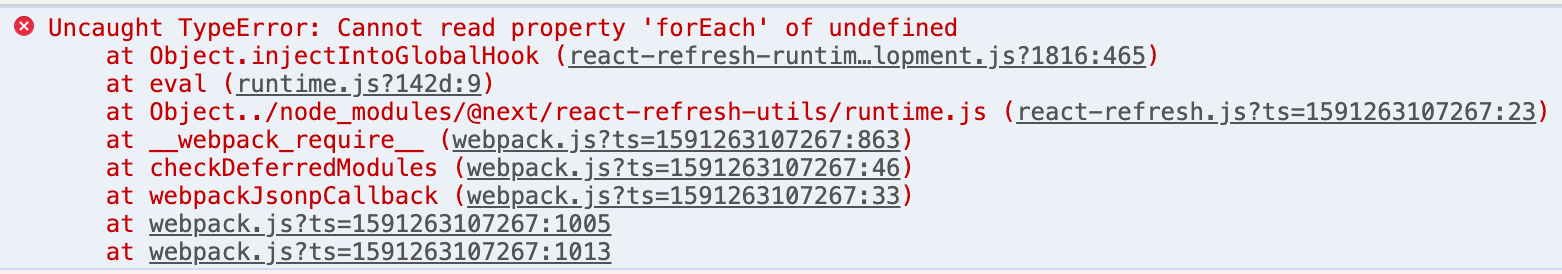 Uncaught TypeError: Cannot read property 'forEach' of undefined
at Object.injectIntoGlobalHook (react-refresh-runtim…lopment.js?1816:465)
at eval (runtime.js?142d:9)
at Object../node_modules/@next/react-refresh-utils/runtime.js (react-refresh.js?ts=1591263107267:23)
at __webpack_require__ (webpack.js?ts=1591263107267:863)
at checkDeferredModules (webpack.js?ts=1591263107267:46)
at webpackJsonpCallback (webpack.js?ts=1591263107267:33)
at webpack.js?ts=1591263107267:1005
at webpack.js?ts=1591263107267:1013